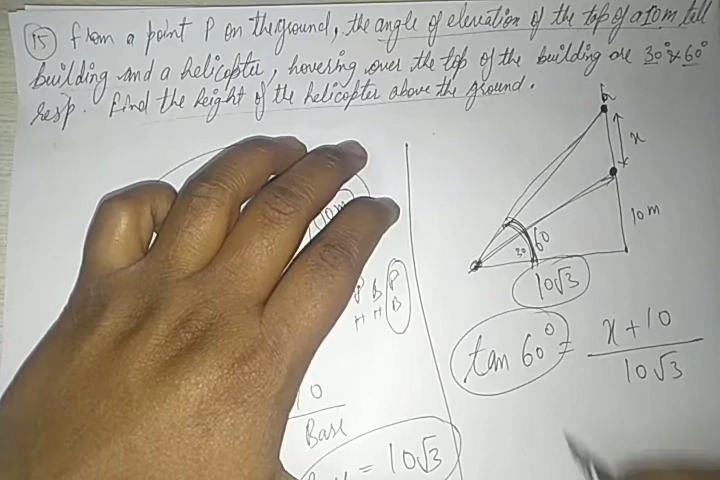 15 from a point P on the ground, the angle of elevation of the top of a 10m tall
building and a helicopter, hovering over the top of the building are 30° & 60°
resp. Find the height of the helicopter above the ground.
h
x
10 m
60
30
10√3
10m
P B P
H H B
tan 60° = x+10 / 10√3
10
Base
= 10√3